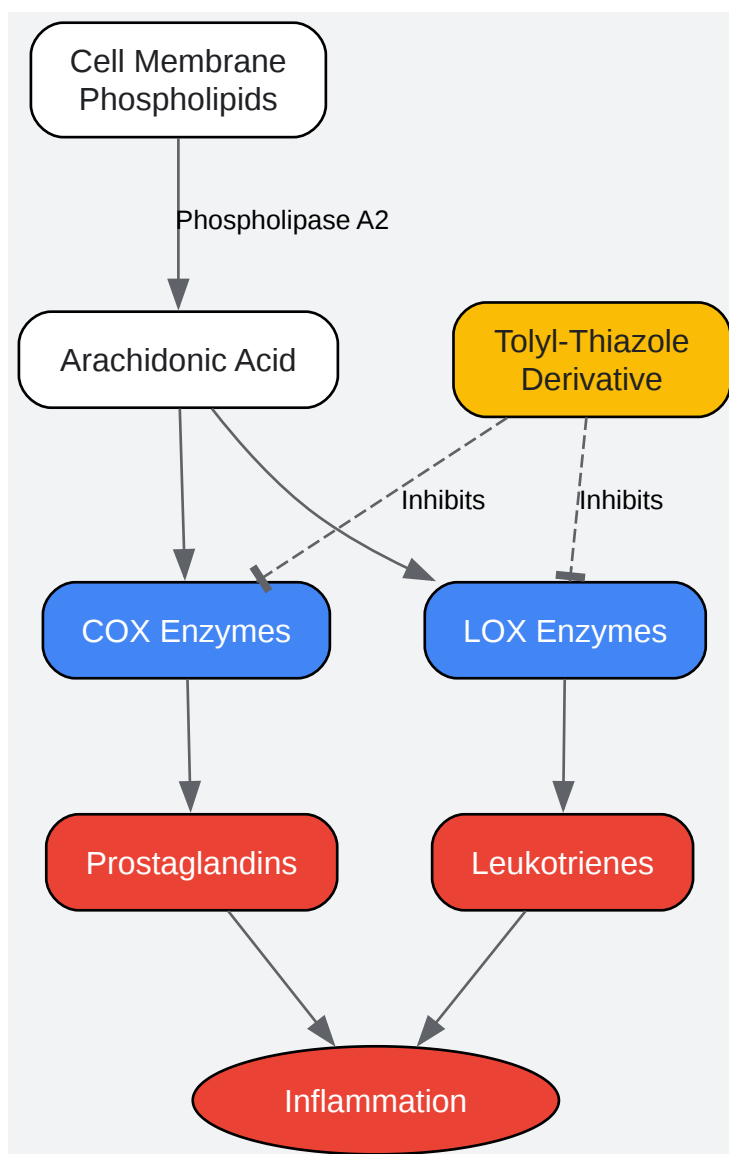 Cell Membrane
Phospholipids
Phospholipase A2
Arachidonic Acid
Tolyl-Thiazole
Derivative
Inhibits
Inhibits
COX Enzymes
LOX Enzymes
Prostaglandins
Leukotrienes
Inflammation